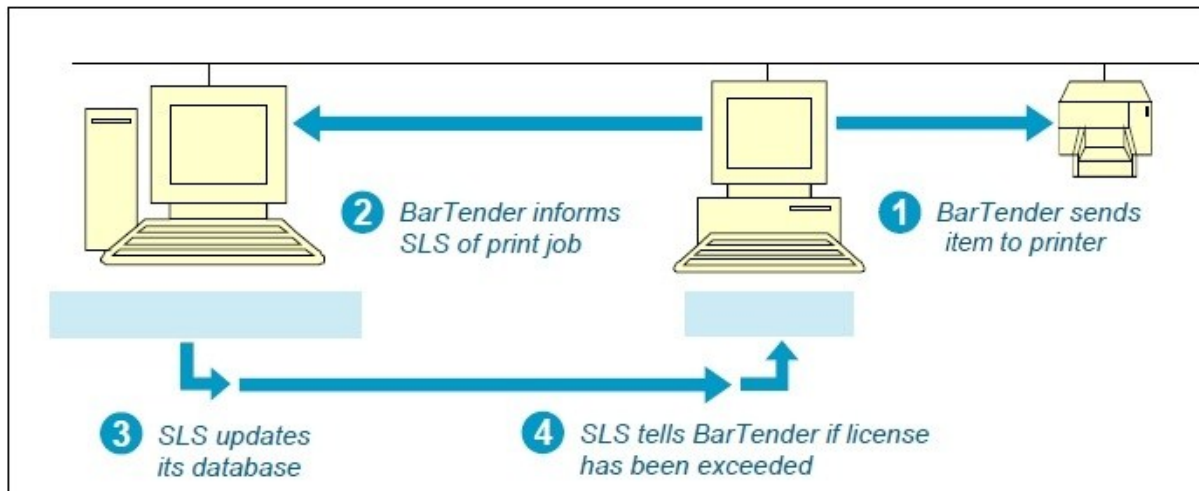 2 BarTender informs
SLS of print job
1 BarTender sends
item to printer
3 SLS updates
its database
4 SLS tells BarTender if license
has been exceeded